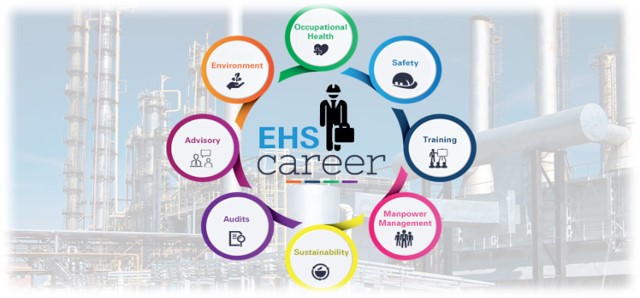 Occupational
Health
Safety
Training
Manpower
Management
Sustainability
Audits
Advisory
Environment
EHS
career